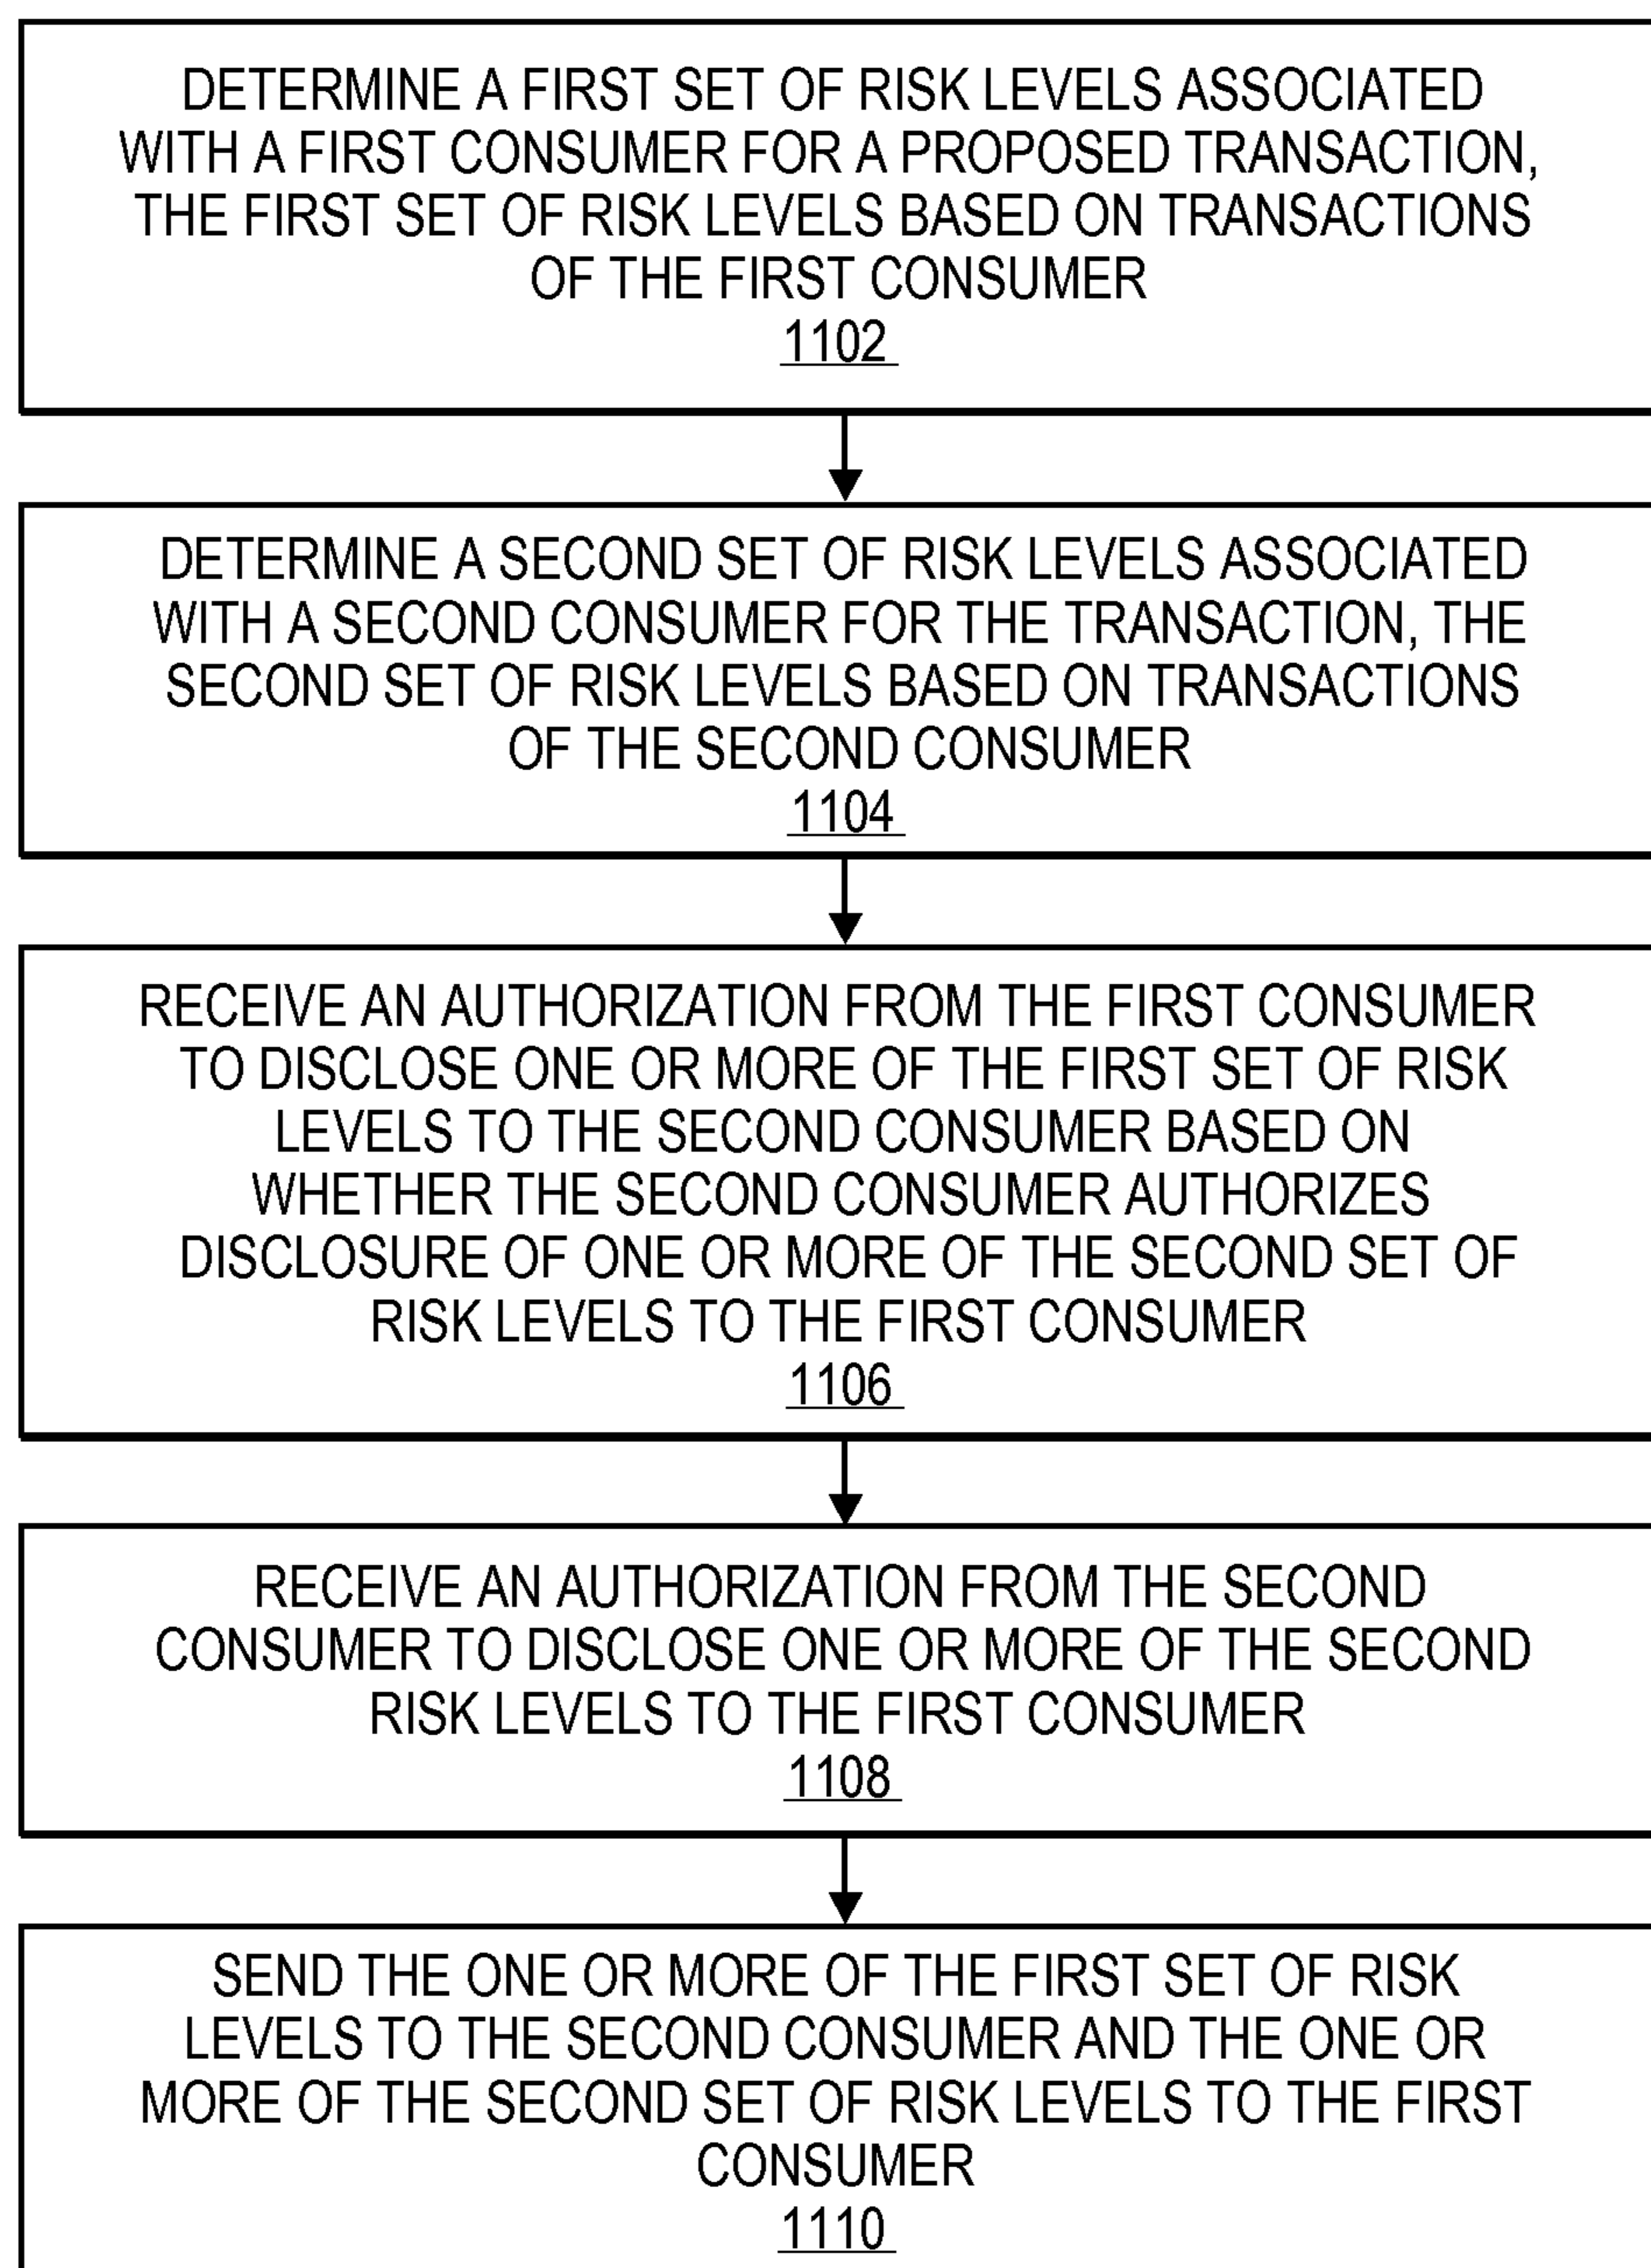 DETERMINE A FIRST SET OF RISK LEVELS ASSOCIATED
WITH A FIRST CONSUMER FOR A PROPOSED TRANSACTION,
THE FIRST SET OF RISK LEVELS BASED ON TRANSACTIONS
OF THE FIRST CONSUMER
1102
DETERMINE A SECOND SET OF RISK LEVELS ASSOCIATED
WITH A SECOND CONSUMER FOR THE TRANSACTION, THE
SECOND SET OF RISK LEVELS BASED ON TRANSACTIONS
OF THE SECOND CONSUMER
1104
RECEIVE AN AUTHORIZATION FROM THE FIRST CONSUMER
TO DISCLOSE ONE OR MORE OF THE FIRST SET OF RISK
LEVELS TO THE SECOND CONSUMER BASED ON
WHETHER THE SECOND CONSUMER AUTHORIZES
DISCLOSURE OF ONE OR MORE OF THE SECOND SET OF
RISK LEVELS TO THE FIRST CONSUMER
1106
RECEIVE AN AUTHORIZATION FROM THE SECOND
CONSUMER TO DISCLOSE ONE OR MORE OF THE SECOND
RISK LEVELS TO THE FIRST CONSUMER
1108
SEND THE ONE OR MORE OF THE FIRST SET OF RISK
LEVELS TO THE SECOND CONSUMER AND THE ONE OR
MORE OF THE SECOND SET OF RISK LEVELS TO THE FIRST
CONSUMER
1110